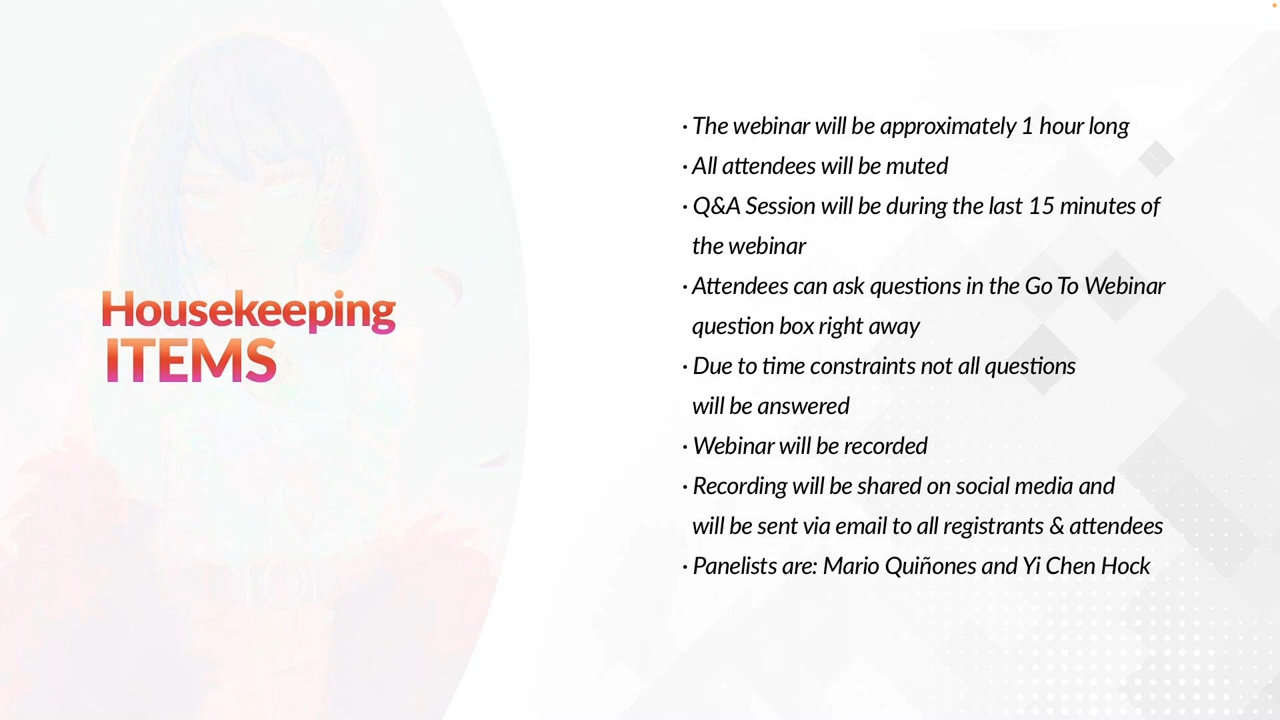 Housekeeping
ITEMS
· The webinar will be approximately 1 hour long
· All attendees will be muted
· Q&A Session will be during the last 15 minutes of
the webinar
· Attendees can ask questions in the Go To Webinar
question box right away
· Due to time constraints not all questions
will be answered
· Webinar will be recorded
· Recording will be shared on social media and
will be sent via email to all registrants & attendees
· Panelists are: Mario Quiñones and Yi Chen Hock